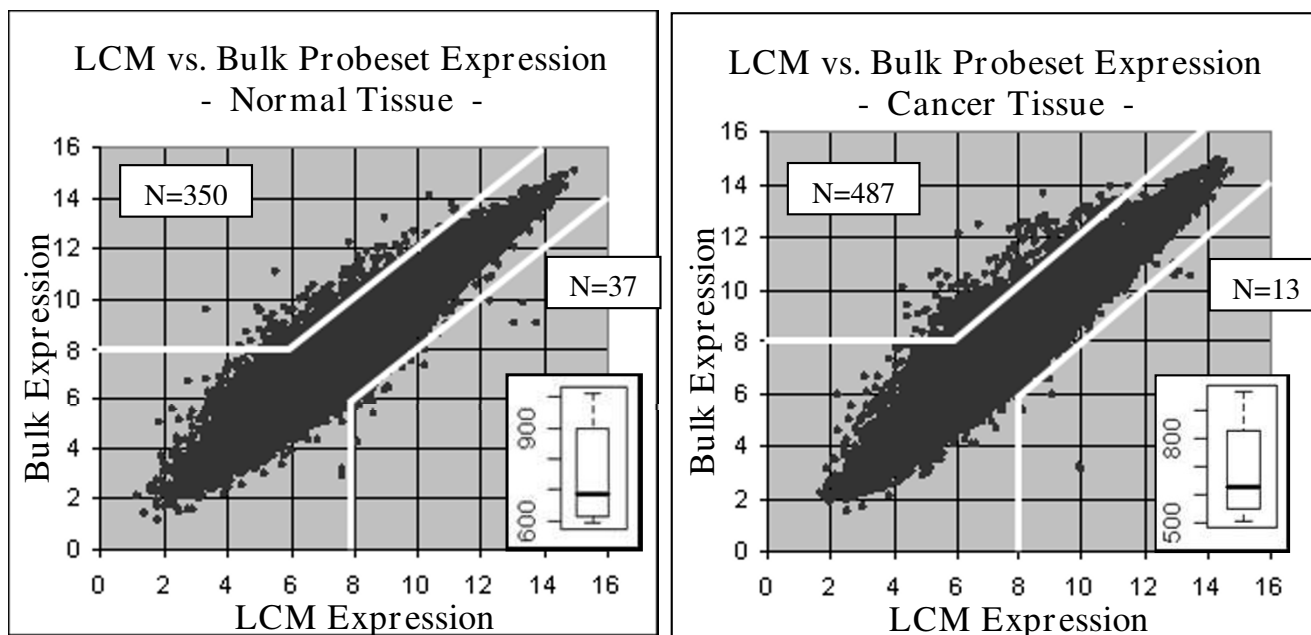 LCM vs. Bulk Probeset Expression
- Normal Tissue -
16
14
12
10
8
6
4
2
0
Bulk Expression
N=350
N=37
900
600
0 2 4 6 8 10 12 14 16
LCM Expression
LCM vs. Bulk Probeset Expression
- Cancer Tissue -
16
14
12
10
8
6
4
2
0
Bulk Expression
N=487
N=13
800
500
0 2 4 6 8 10 12 14 16
LCM Expression